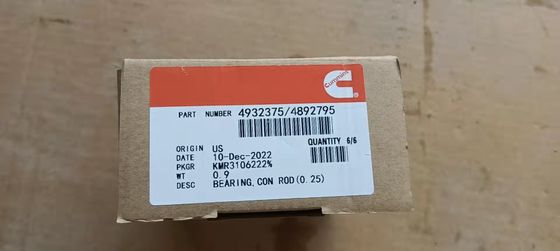 Cummins
PART NUMBER 4932375/4892795
QUANTITY 6/6
ORIGIN US
DATE 10-Dec-2022
PKGR KMR3106222%
WT 0.9
DESC BEARING,CON ROD(0.25)